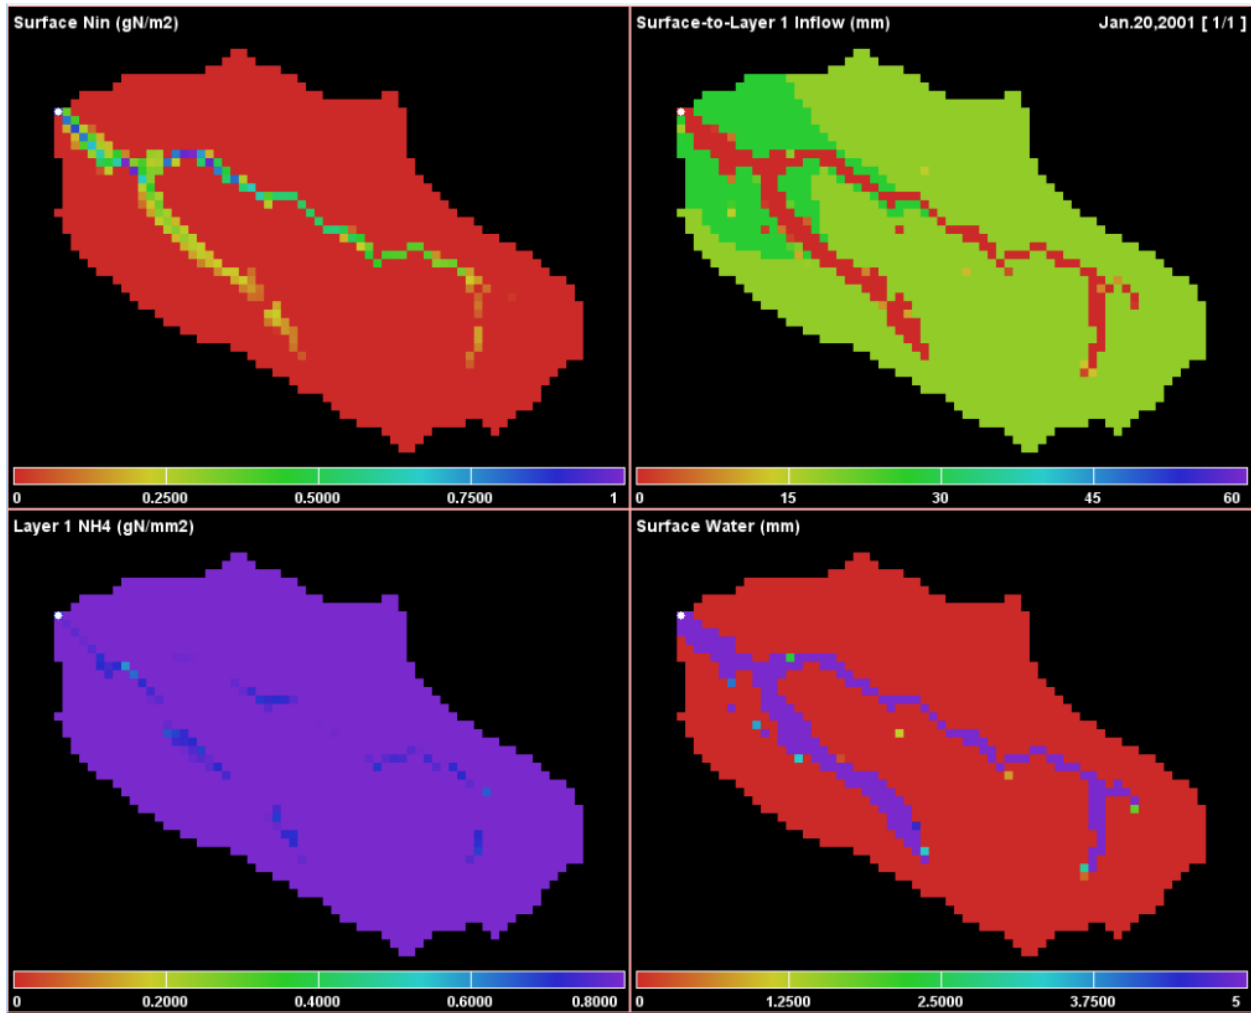 Surface Nin (gN/m2)
Surface-to-Layer 1 Inflow (mm)
Jan.20,2001 [ 1/1 ]
0 0.2500 0.5000 0.7500 1
0 15 30 45 60
Layer 1 NH4 (gN/mm2)
Surface Water (mm)
0 0.2000 0.4000 0.6000 0.8000
0 1.2500 2.5000 3.7500 5